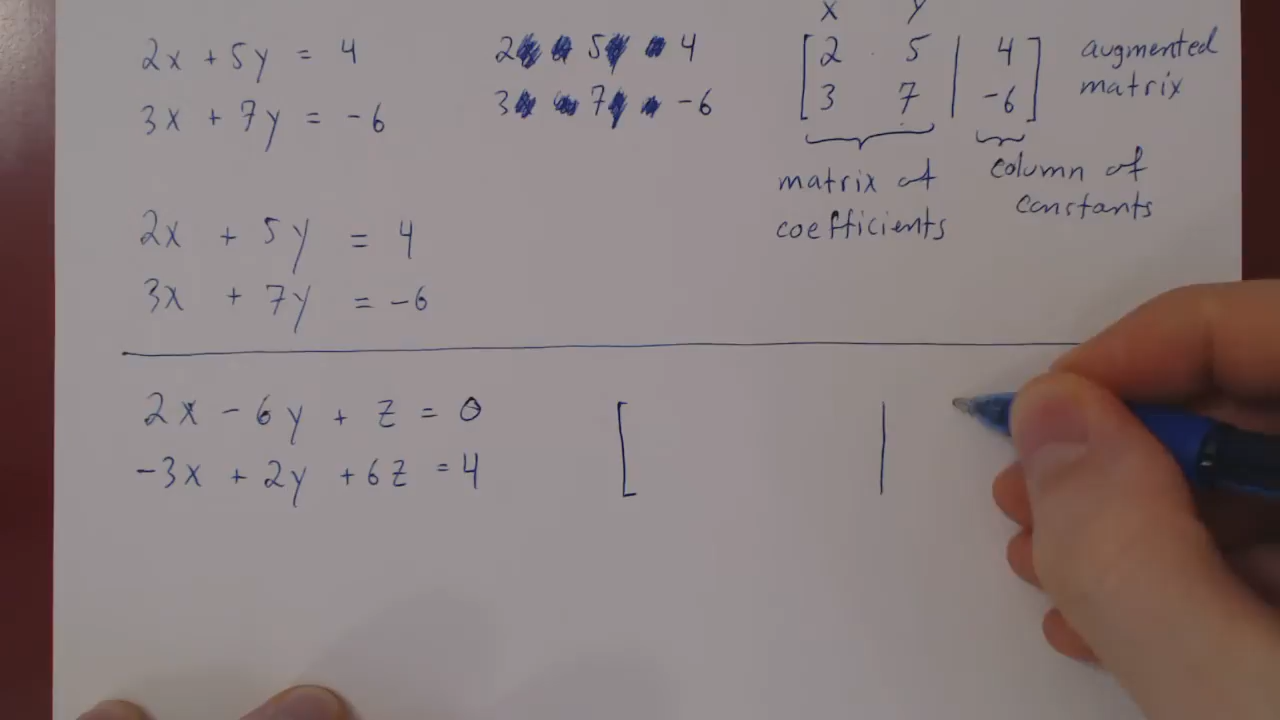 2x + 5y = 4
3x + 7y = -6
2 5 4
3 7 -6
x y
[ 2 5 | 4 ]
[ 3 7 | -6 ]
augmented
matrix
matrix of
coefficients
column of
constants
2x + 5y = 4
3x + 7y = -6
2x - 6y + z = 0
-3x + 2y + 6z = 4
[ |